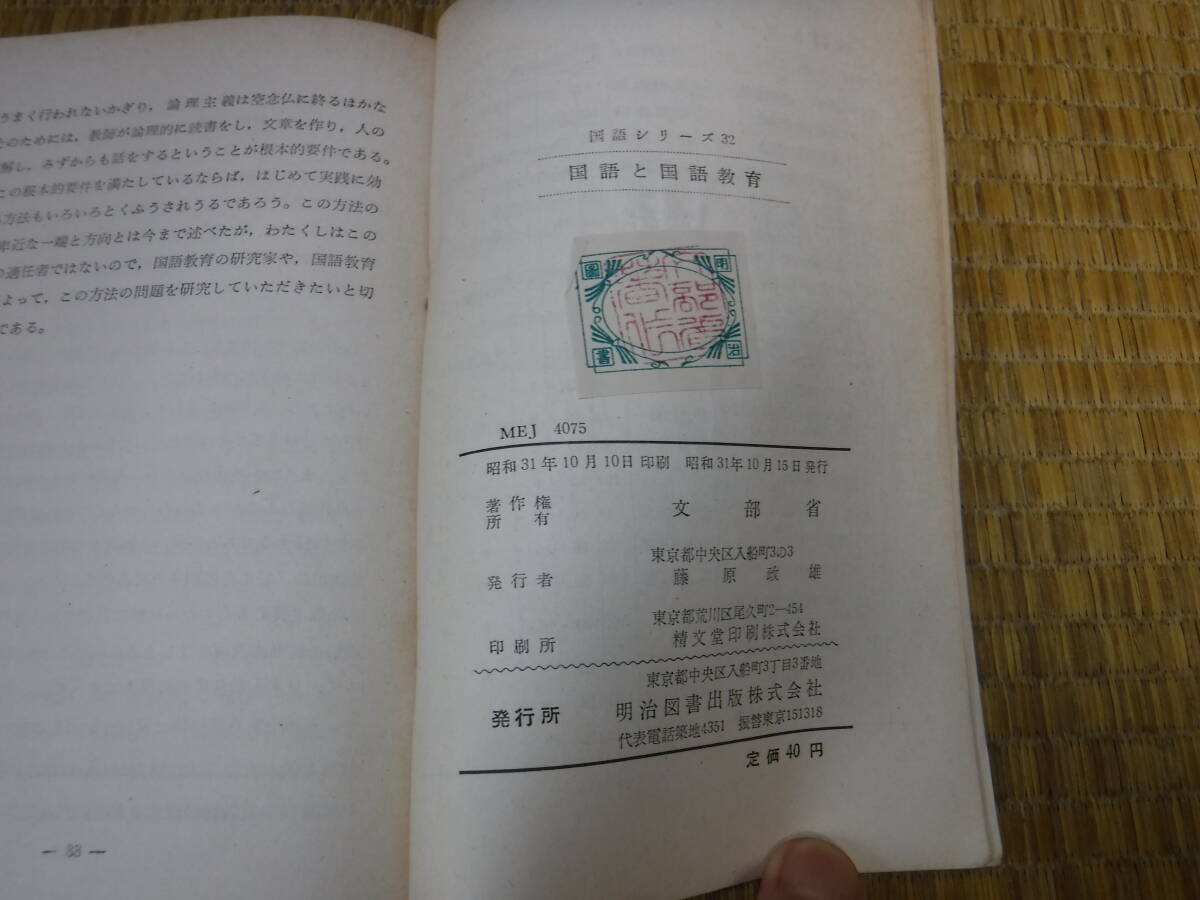 うまく行われないかぎり，論理主義は空念仏に終るほかな
そのためには，教師が論理的に読書をし，文章を作り，人の
解し，みずからも話をするということが根本的要件である。
この根本的要件を満たしているならば，はじめて実践に効
方法もいろいろとくふうされうるであろう。この方法の
卑近な一端と方向とは今まで述べたが，わたくしはこの
の適任者ではないので，国語教育の研究家や，国語教育
よって，この方法の問題を研究していただきたいと切
である。
— 83 —
国語シリーズ 32
国語と国語教育
圖 明
書 治
MEJ 4075
昭和31年10月10日 印刷 昭和31年10月15日 発行
著作権所有 文部省
東京都中央区入船町3の3
発行者 藤原政雄
東京都荒川区尾久町2—454
印刷所 精文堂印刷株式会社
東京都中央区入船町3丁目3番地
発行所 明治図書出版株式会社
代表電話築地4351 振替東京151318
定価 40 円